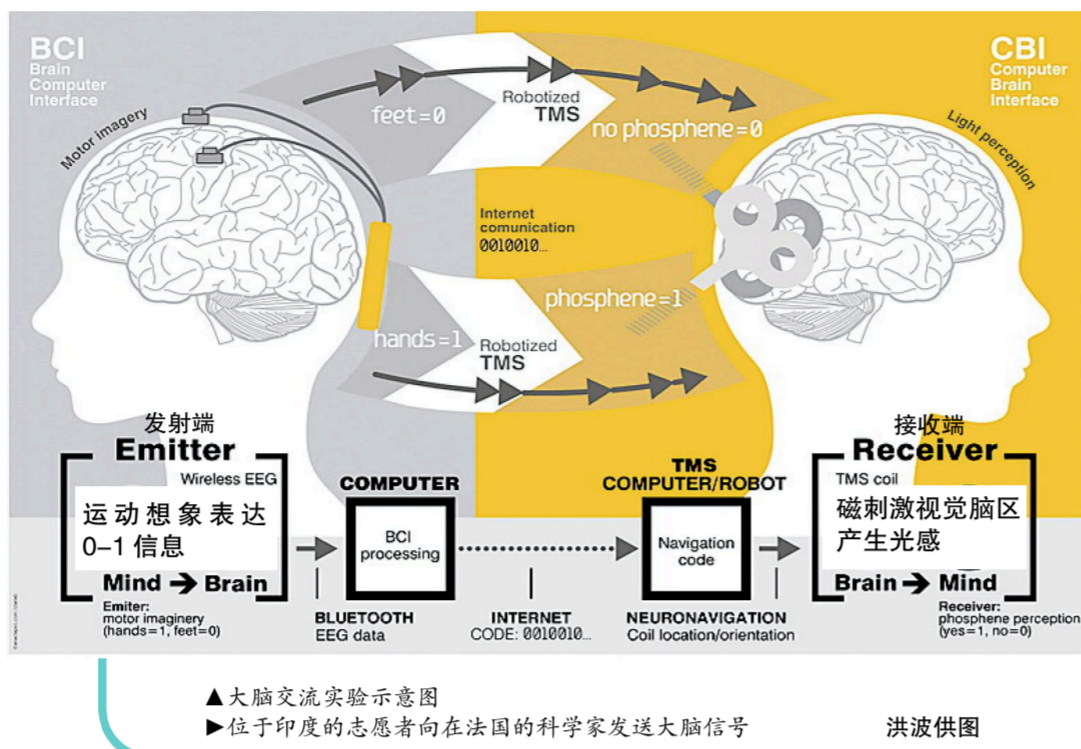 BCI
Brain
Computer
Interface
CBI
Computer
Brain
Interface
Motor imagery
feet=0
Robotized
TMS
no phosphene=0
Light perception
Internet
comunication
0010010...
phosphene=1
hands=1
Robotized
TMS
发射端
Emitter
Wireless EEG
运动想象表达
0-1 信息
Mind → Brain
Emiter:
motor imaginery
(hands=1, feet=0)
COMPUTER
BCI
processing
BLUETOOTH
EEG data
INTERNET
CODE: 0010010...
TMS
COMPUTER/ROBOT
Navigation
code
NEURONAVIGATION
Coil location/orientation
接收端
Receiver
TMS coil
磁刺激视觉脑区
产生光感
Brain → Mind
Receiver:
phosphene perception
(yes=1, no=0)
▲大脑交流实验示意图
▶位于印度的志愿者向在法国的科学家发送大脑信号
洪波供图